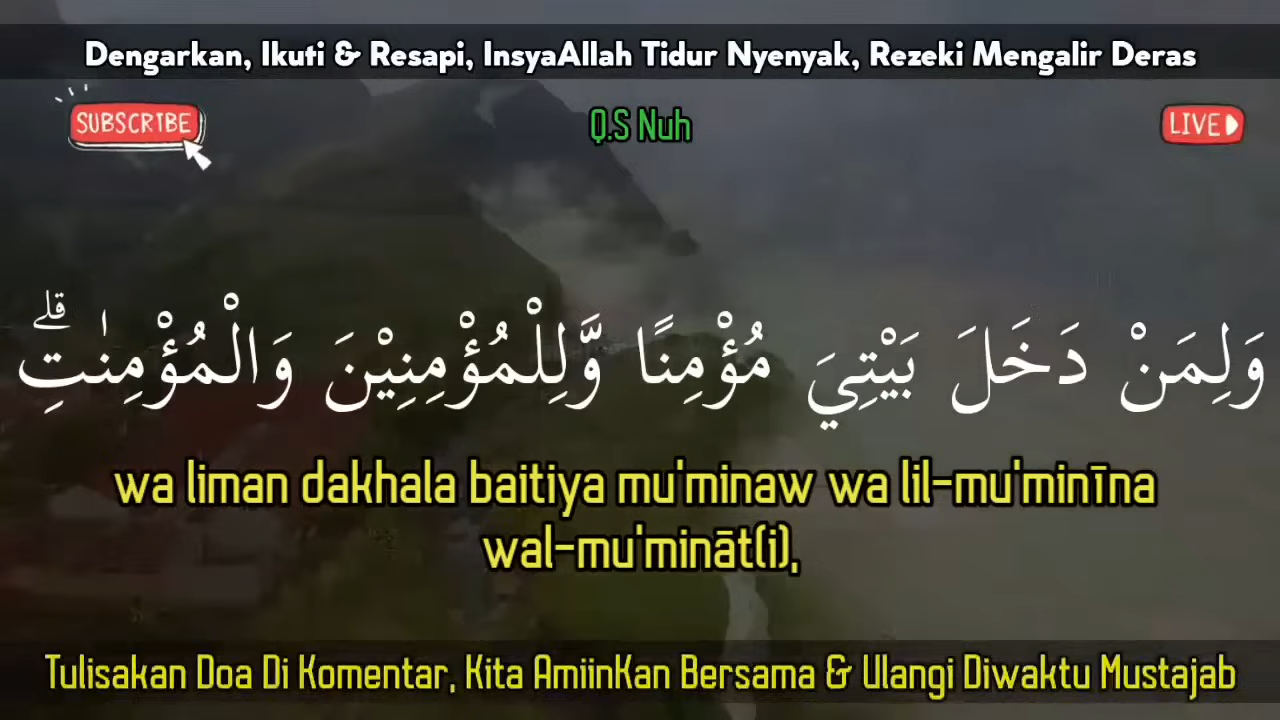 Dengarkan, Ikuti & Resapi, InsyaAllah Tidur Nyenyak, Rezeki Mengalir Deras
SUBSCRIBE
Q.S Nuh
LIVE
وَلِمَنْ دَخَلَ بَيْتِيَ مُؤْمِنًا وَّلِلْمُؤْمِنِيْنَ وَالْمُؤْمِنٰتِۗ
wa liman dakhala baitiya mu'minaw wa lil-mu'minīna
wal-mu'mināt(i),
Tulisakan Doa Di Komentar, Kita AmiinKan Bersama & Ulangi Diwaktu Mustajab